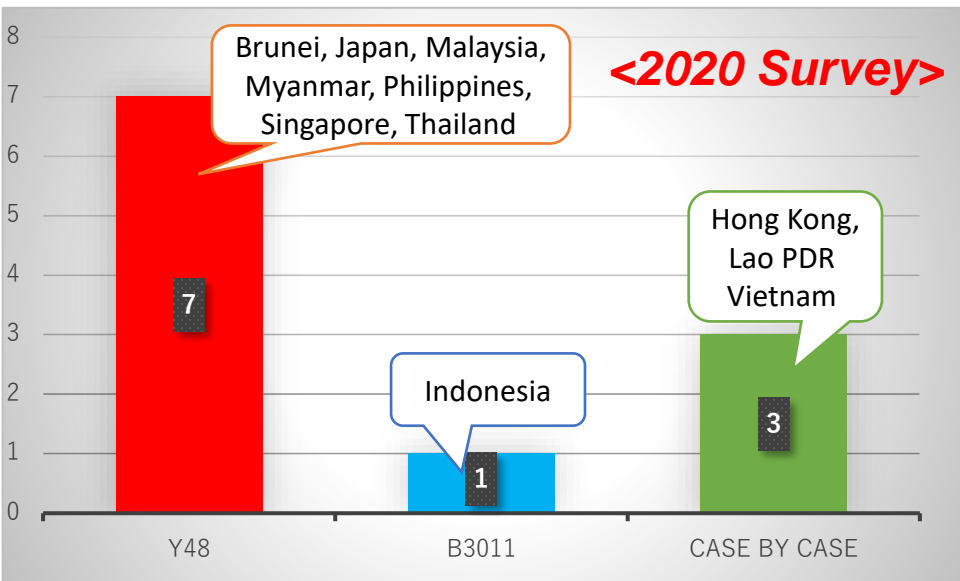 <2020 Survey>
8
7
6
5
4
3
2
1
0
Brunei, Japan, Malaysia,
Myanmar, Philippines,
Singapore, Thailand
7
Indonesia
1
Hong Kong,
Lao PDR
Vietnam
3
Y48
B3011
CASE BY CASE